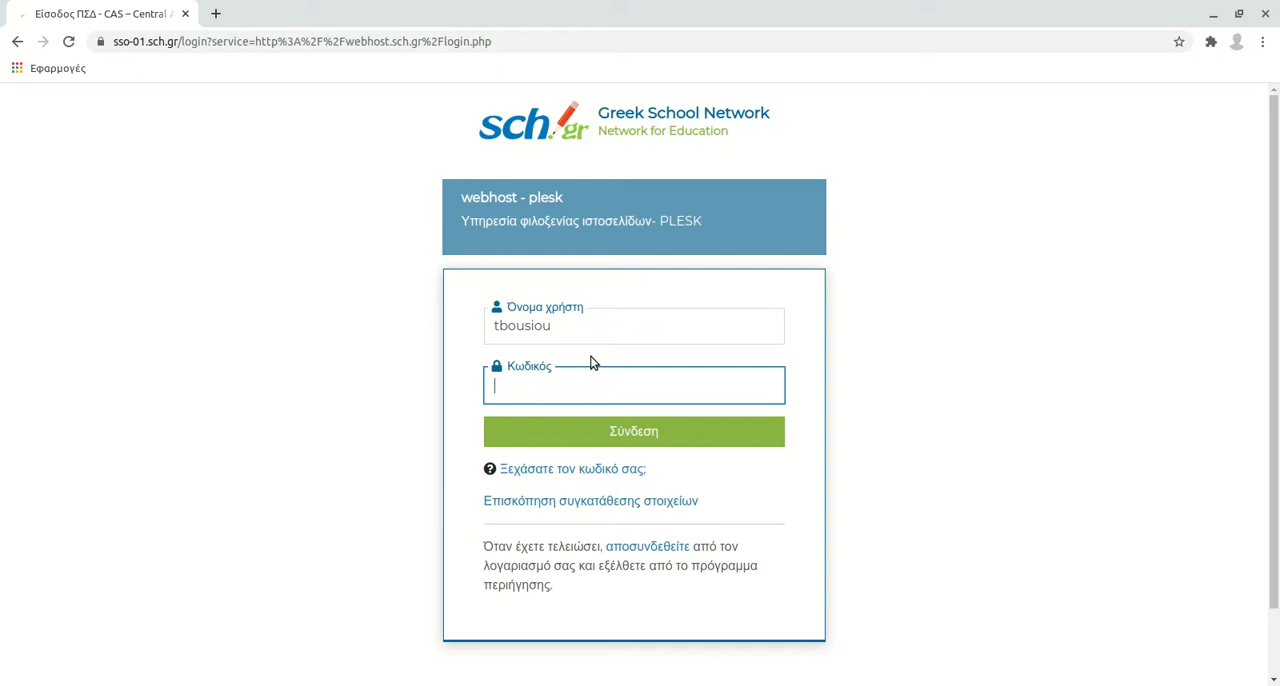 Είσοδος ΠΣΔ - CAS – Central A
sso-01.sch.gr/login?service=http%3A%2F%2Fwebhost.sch.gr%2Flogin.php
Εφαρμογές
sch.gr
Greek School Network
Network for Education
webhost - plesk
Υπηρεσία φιλοξενίας ιστοσελίδων- PLESK
Όνομα χρήστη
tbousiou
Κωδικός
Σύνδεση
Ξεχάσατε τον κωδικό σας;
Επισκόπηση συγκατάθεσης στοιχείων
Όταν έχετε τελειώσει, αποσυνδεθείτε από τον
λογαριασμό σας και εξέλθετε από το πρόγραμμα
περιήγησης.